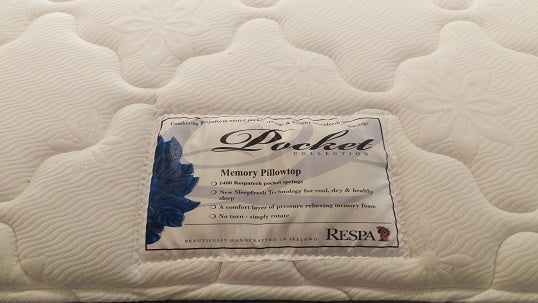 Pocket
COLLECTION
Memory Pillowtop
1400 Respatech pocket springs
New Sleepfresh Technology for cool, dry & healthy
sleep
A comfort layer of pressure relieving memory foam
No turn - simply rotate
BEAUTIFULLY HANDCRAFTED IN IRELAND
RESPA